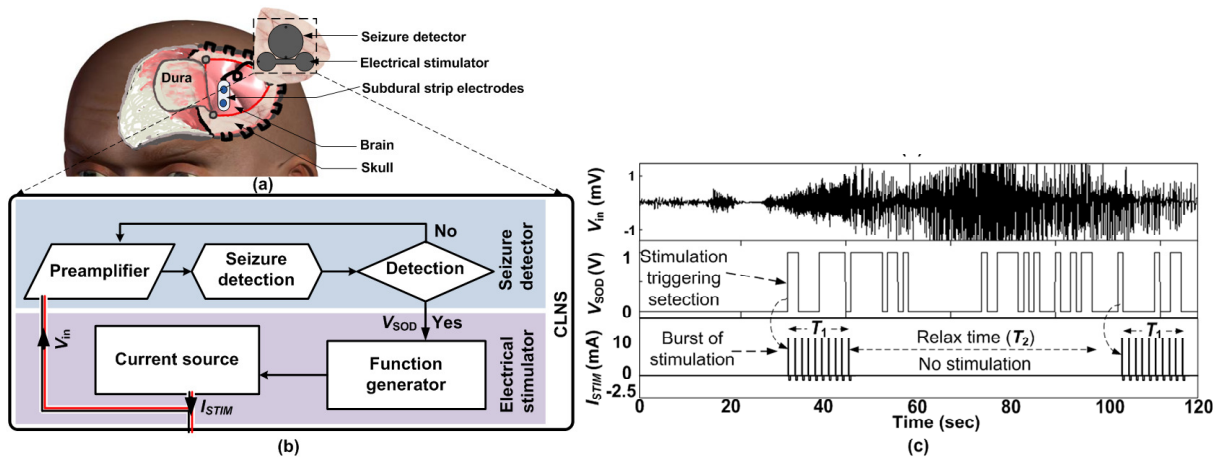 Seizure detector
Electrical stimulator
Subdural strip electrodes
Dura
Brain
Skull
(a)
No
Preamplifier
Seizure
detection
Detection
Seizure
detector
CLNS
V_SOD Yes
V_in
Current source
Function
generator
Electrical
stimulator
I_STIM
(b)
V_in (mV)
1
0
-1
V_SOD (V)
1
0
Stimulation
triggering
selection
I_STIM (mA)
10
0
-2.5
Burst of
stimulation
T_1
Relax time (T_2)
No stimulation
T_1
0 20 40 60 80 100 120
Time (sec)
(c)